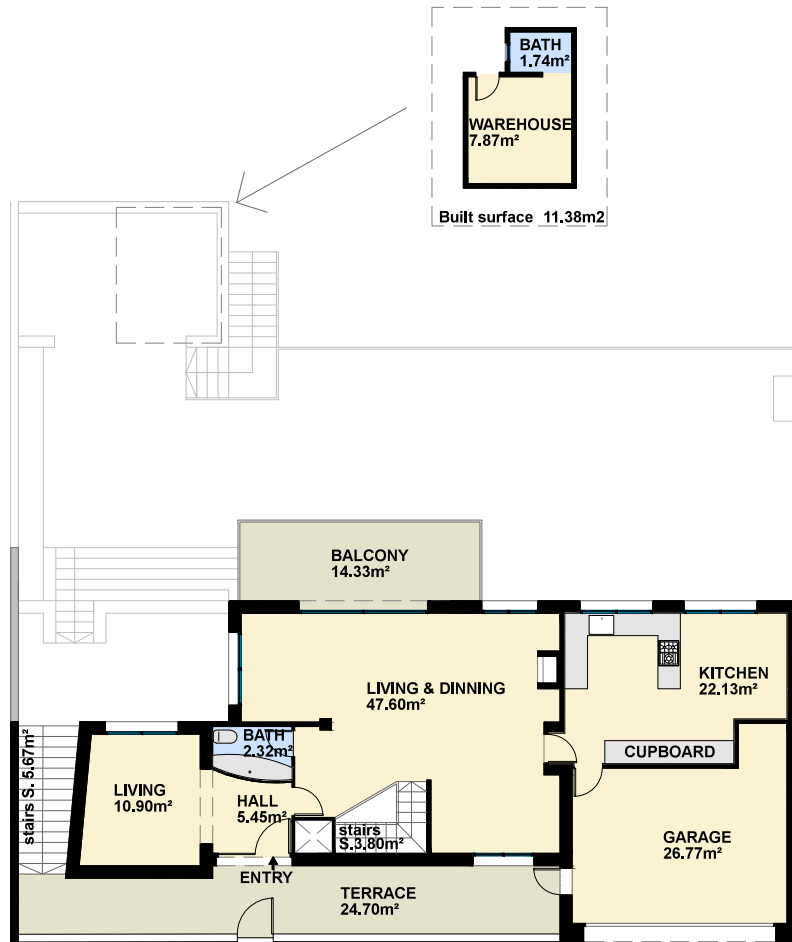 BATH
1.74m²
WAREHOUSE
7.87m²
Built surface 11.38m2
BALCONY
14.33m²
LIVING & DINNING
47.60m²
KITCHEN
22.13m²
CUPBOARD
BATH
2.32m²
stairs S. 5.67m²
LIVING
10.90m²
HALL
5.45m²
stairs
S.3.80m²
GARAGE
26.77m²
ENTRY
TERRACE
24.70m²